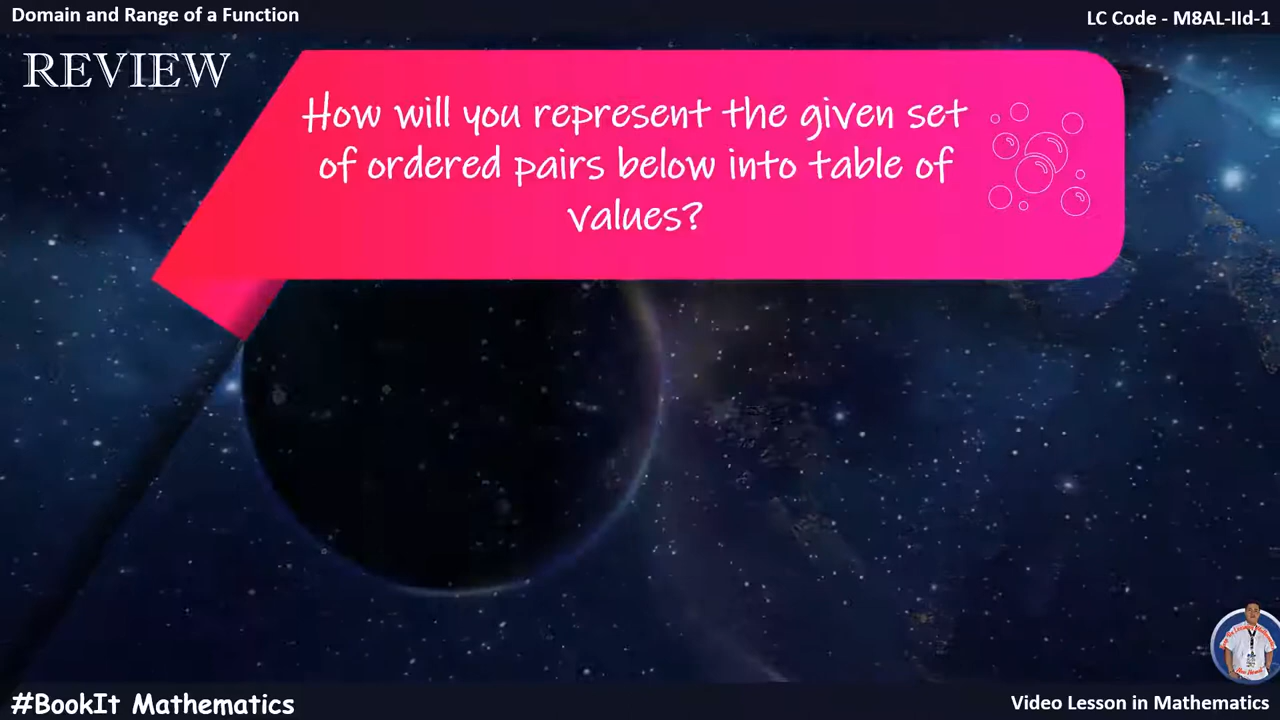 Domain and Range of a Function
LC Code - M8AL-IId-1
REVIEW
How will you represent the given set
of ordered pairs below into table of
values?
#BookIt Mathematics
Video Lesson in Mathematics